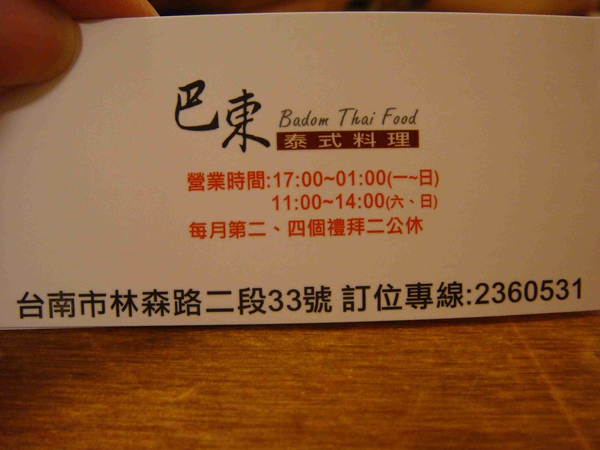 巴東 Badom Thai Food
泰式料理
營業時間:17:00~01:00(一~日)
11:00~14:00(六、日)
每月第二、四個禮拜二公休
台南市林森路二段33號 訂位專線:2360531